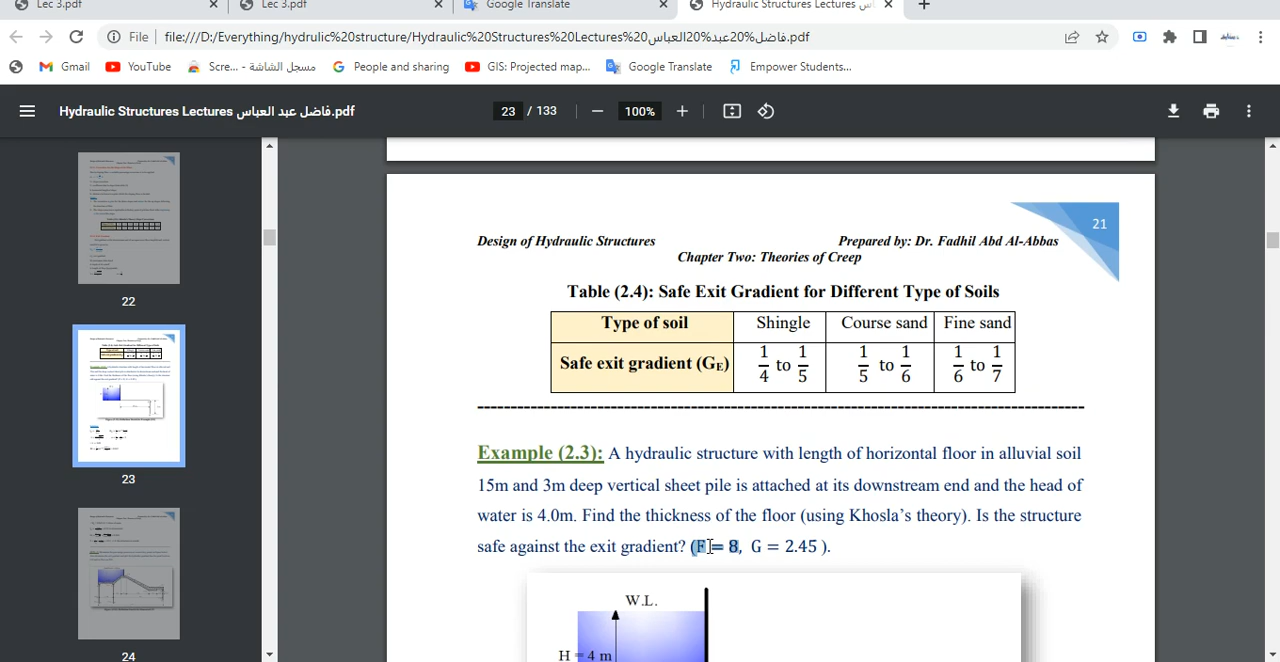 Lec 3.pdf
Lec 3.pdf
Google Translate
Hydraulic Structures Lectures
File
file:///D:/Everything/hydrulic%20structure/Hydraulic%20Structures%20Lectures%20فاضل%20عبد%20العباس.pdf
Gmail
YouTube
Scre... - مسجل الشاشة
People and sharing
GIS: Projected map...
Google Translate
Empower Students...
Hydraulic Structures Lectures فاضل عبد العباس.pdf
23 / 133
100%
22
23
24
21
Design of Hydraulic Structures
Prepared by: Dr. Fadhil Abd Al-Abbas
Chapter Two: Theories of Creep
Table (2.4): Safe Exit Gradient for Different Type of Soils
Type of soil Shingle Course sand Fine sand
Safe exit gradient (GE) 1/4 to 1/5 1/5 to 1/6 1/6 to 1/7
Example (2.3): A hydraulic structure with length of horizontal floor in alluvial soil
15m and 3m deep vertical sheet pile is attached at its downstream end and the head of
water is 4.0m. Find the thickness of the floor (using Khosla’s theory). Is the structure
safe against the exit gradient? (F = 8, G = 2.45 ).
W.L.
H = 4 m